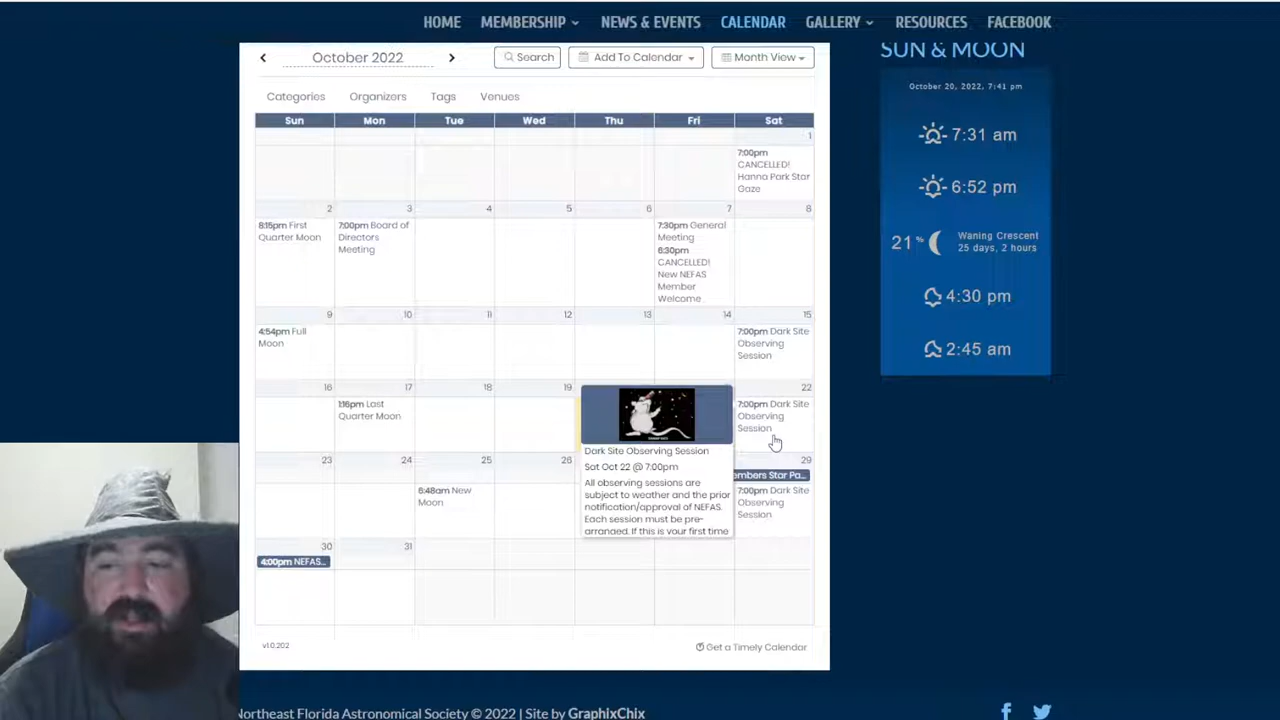 HOME MEMBERSHIP NEWS & EVENTS CALENDAR GALLERY RESOURCES FACEBOOK
October 2022
Search
Add To Calendar
Month View
Categories Organizers Tags Venues
Sun Mon Tue Wed Thu Fri Sat
1
7:00pm
CANCELLED!
Hanna Park Star
Gaze
2 3 4 5 6 7 8
8:15pm First
Quarter Moon
7:00pm Board of
Directors
Meeting
7:30pm General
Meeting
6:30pm
CANCELLED!
New NEFAS
Member
Welcome
9 10 11 12 13 14 15
4:54pm Full
Moon
7:00pm Dark Site
Observing
Session
16 17 18 19 22
1:16pm Last
Quarter Moon
7:00pm Dark Site
Observing
Session
Dark Site Observing Session
Sat Oct 22 @ 7:00pm
All observing sessions are
subject to weather and the prior
notification/approval of NEFAS.
Each session must be pre-
arranged. If this is your first time
23 24 25 26 29
6:48am New
Moon
embers Star Pa...
7:00pm Dark Site
Observing
Session
30 31
4:00pm NEFAS...
v1.0.202
Get a Timely Calendar
SUN & MOON
October 20, 2022, 7:41 pm
7:31 am
6:52 pm
21 %
Waning Crescent
25 days, 2 hours
4:30 pm
2:45 am
Northeast Florida Astronomical Society © 2022 | Site by GraphixChix